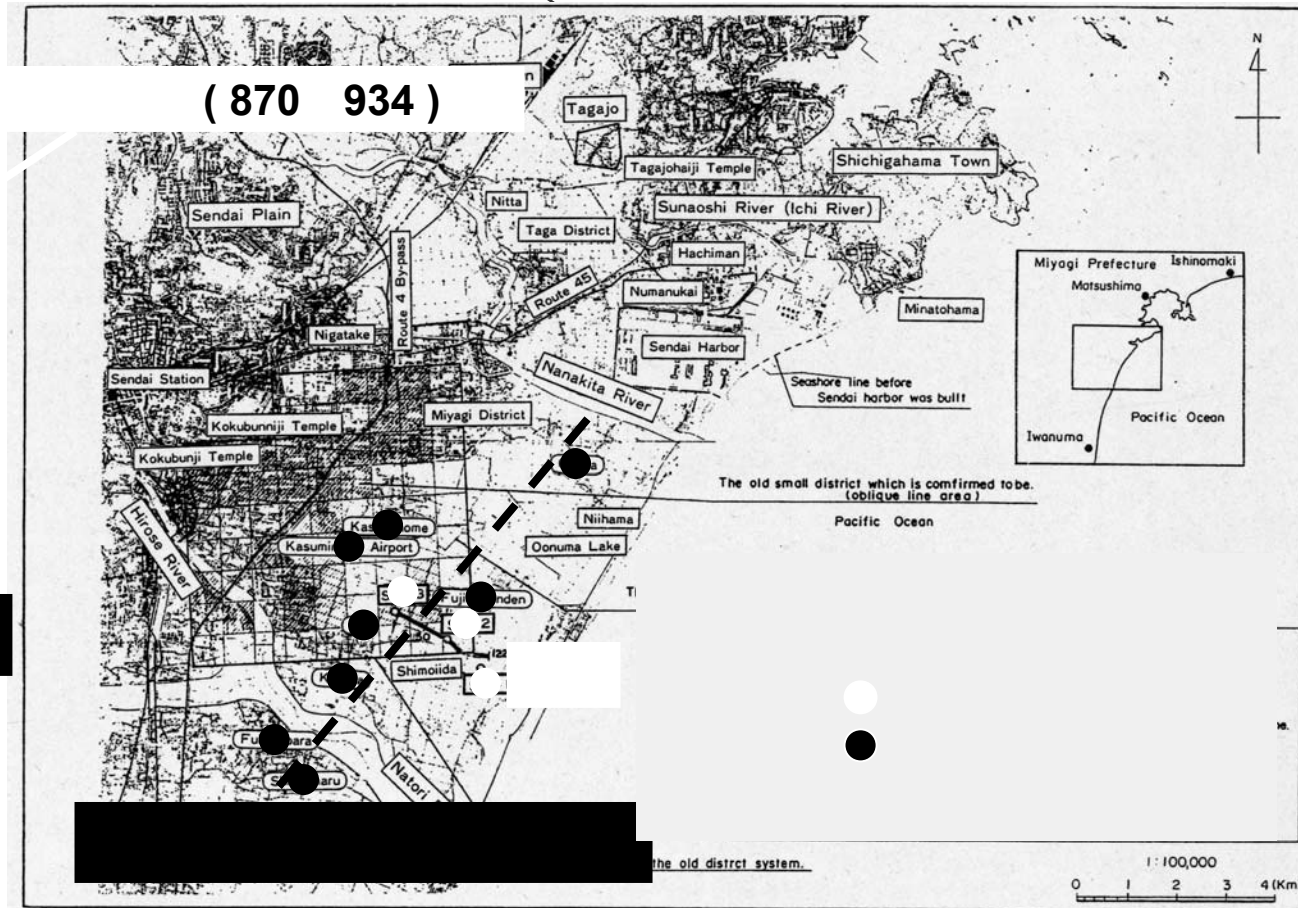 ( 870 934 )
N
Tagajo
Tagajohaiji Temple
Shichigahama Town
Nitta
Sunaoshi River (Ichi River)
Sendai Plain
Taga District
Hachiman
Route 4 By-pass
Route 45
Miyagi Prefecture
Ishinomaki
Matsushima
Numanukai
Minatohama
Nigatake
Sendai Harbor
Sendai Station
Nanakita River
Seashore line before
Sendai harbor was built
Miyagi District
Kokubunniji Temple
Pacific Ocean
Iwanuma
Kokubunji Temple
The old small district which is comfirmed to be.
(oblique line area)
Niihama
Pacific Ocean
Hirose River
Airport
Oonuma Lake
Shimoiida
Natori
the old distrct system.
1:100,000
0 1 2 3 4 (Km